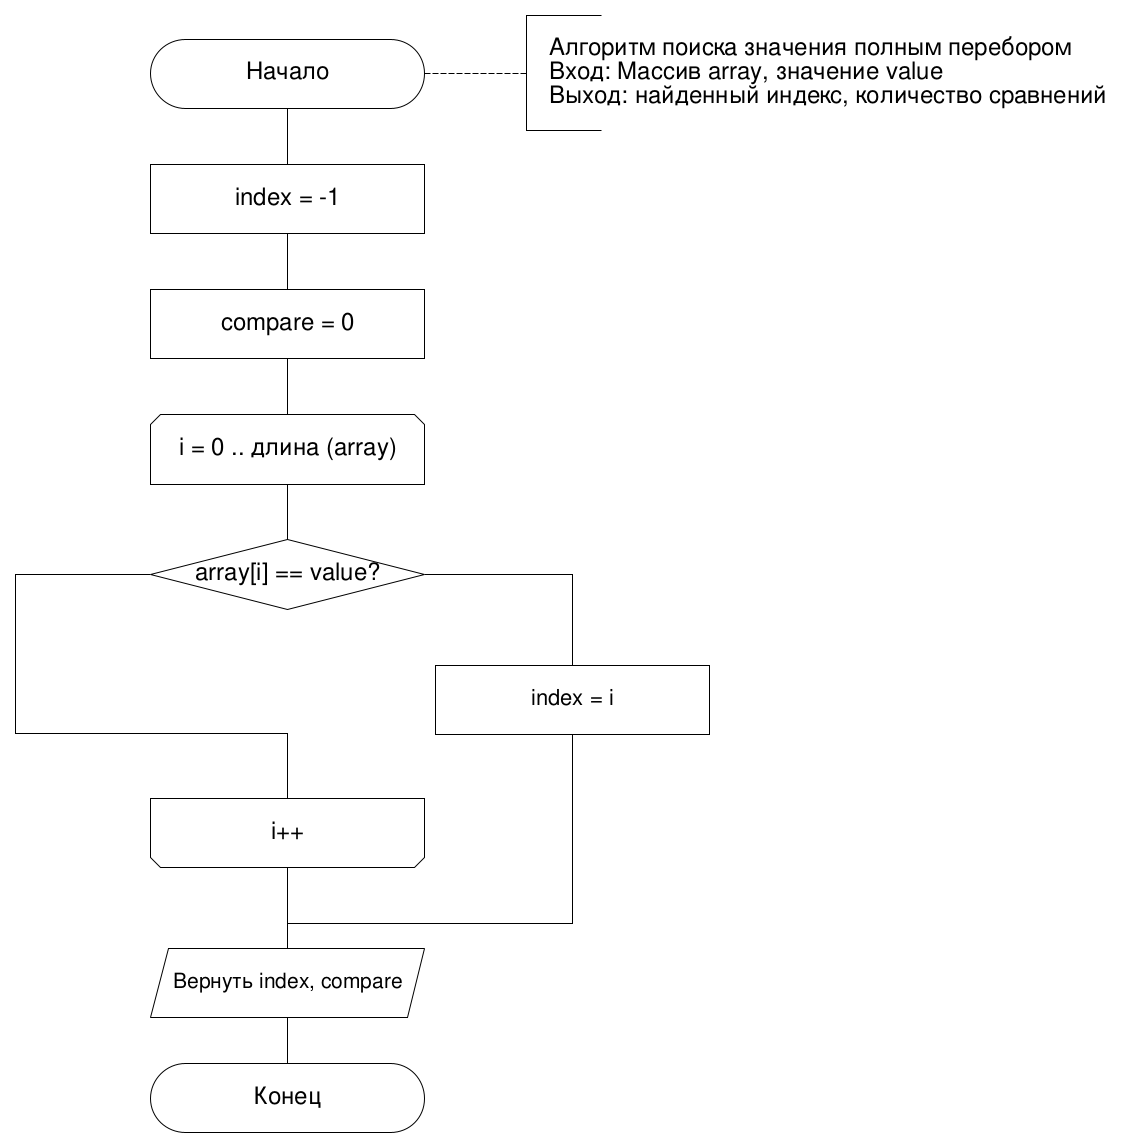 Начало
Алгоритм поиска значения полным перебором
Вход: Массив array, значение value
Выход: найденный индекс, количество сравнений
index = -1
compare = 0
i = 0 .. длина (array)
array[i] == value?
index = i
i++
Вернуть index, compare
Конец